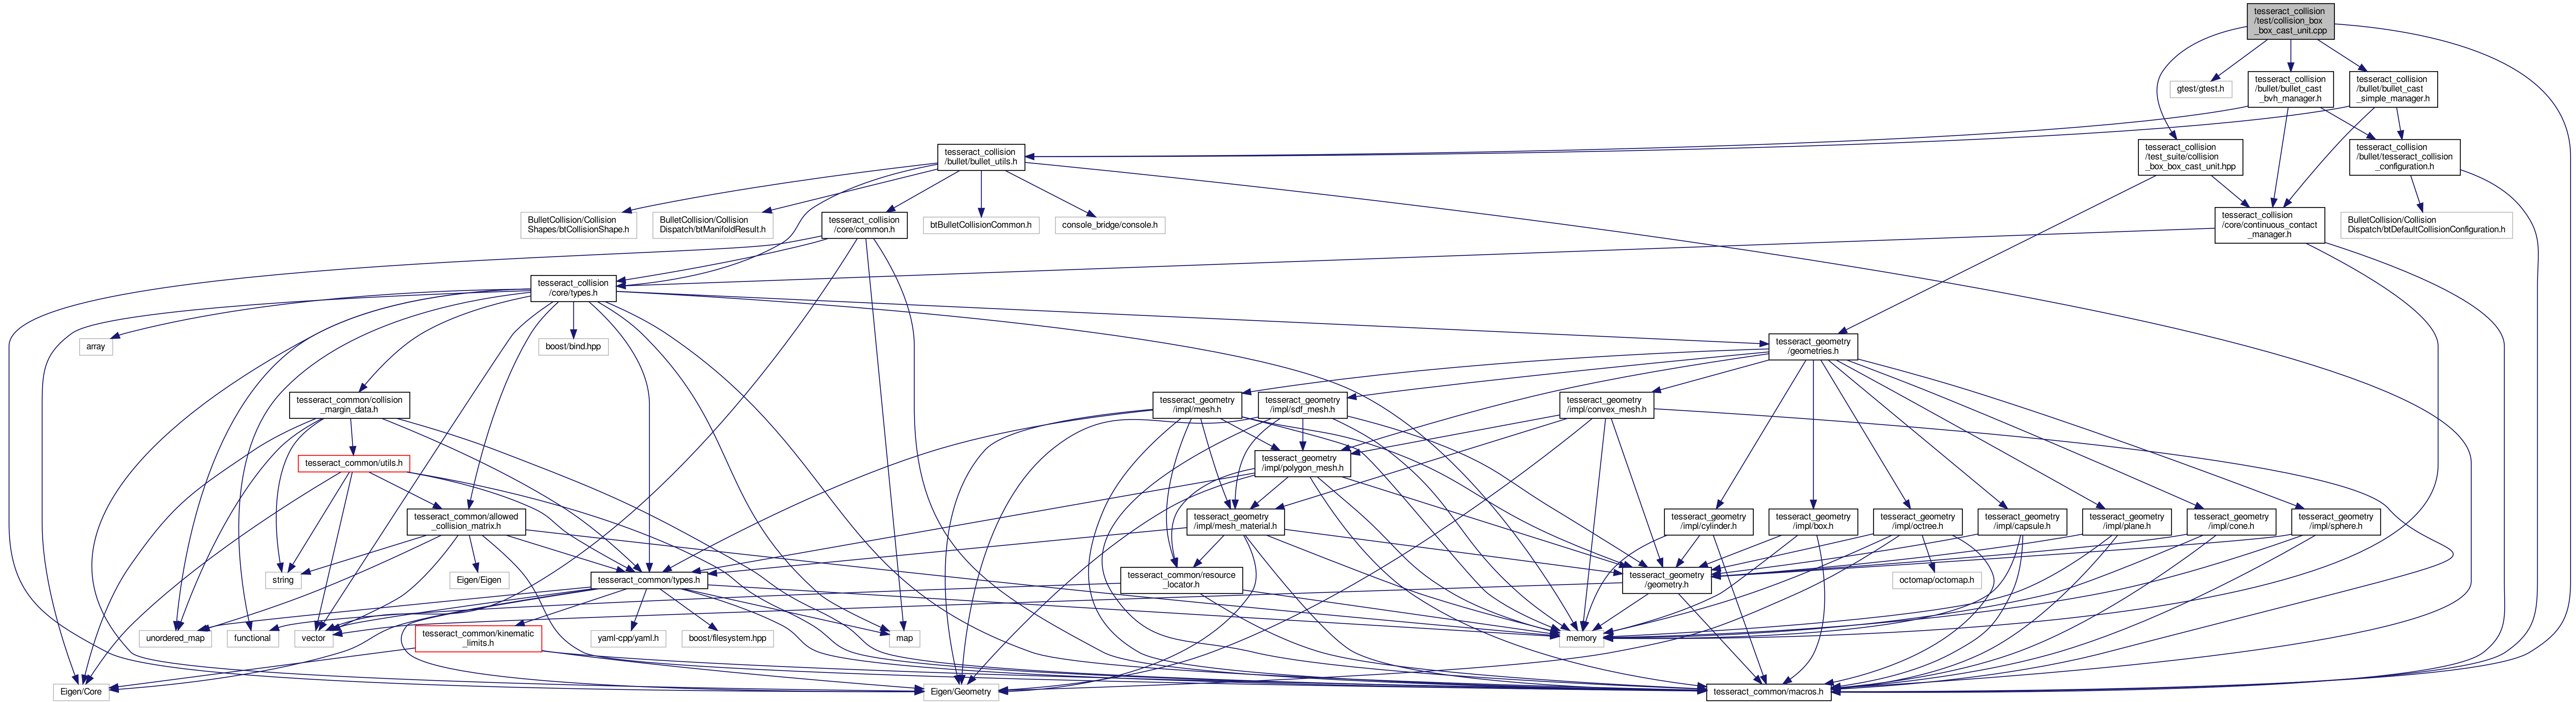 tesseract_collision
/test/collision_box
_box_cast_unit.cpp
gtest/gtest.h
tesseract_collision
/bullet/bullet_cast
_bvh_manager.h
tesseract_collision
/bullet/bullet_cast
_simple_manager.h
tesseract_collision
/bullet/bullet_utils.h
tesseract_collision
/test_suite/collision
_box_box_cast_unit.hpp
tesseract_collision
/bullet/tesseract_collision
_configuration.h
BulletCollision/Collision
Shapes/btCollisionShape.h
BulletCollision/Collision
Dispatch/btManifoldResult.h
tesseract_collision
/core/common.h
btBulletCollisionCommon.h
console_bridge/console.h
tesseract_collision
/core/continuous_contact
_manager.h
BulletCollision/Collision
Dispatch/btDefaultCollisionConfiguration.h
tesseract_collision
/core/types.h
array
boost/bind.hpp
tesseract_geometry
/geometries.h
tesseract_common/collision
_margin_data.h
tesseract_geometry
/impl/mesh.h
tesseract_geometry
/impl/sdf_mesh.h
tesseract_geometry
/impl/convex_mesh.h
tesseract_common/utils.h
tesseract_geometry
/impl/polygon_mesh.h
tesseract_common/allowed
_collision_matrix.h
tesseract_geometry
/impl/mesh_material.h
tesseract_geometry
/impl/cylinder.h
tesseract_geometry
/impl/box.h
tesseract_geometry
/impl/octree.h
tesseract_geometry
/impl/capsule.h
tesseract_geometry
/impl/plane.h
tesseract_geometry
/impl/cone.h
tesseract_geometry
/impl/sphere.h
string
Eigen/Eigen
tesseract_common/types.h
tesseract_common/resource
_locator.h
tesseract_geometry
/geometry.h
octomap/octomap.h
unordered_map
functional
vector
tesseract_common/kinematic
_limits.h
yaml-cpp/yaml.h
boost/filesystem.hpp
map
memory
Eigen/Core
Eigen/Geometry
tesseract_common/macros.h